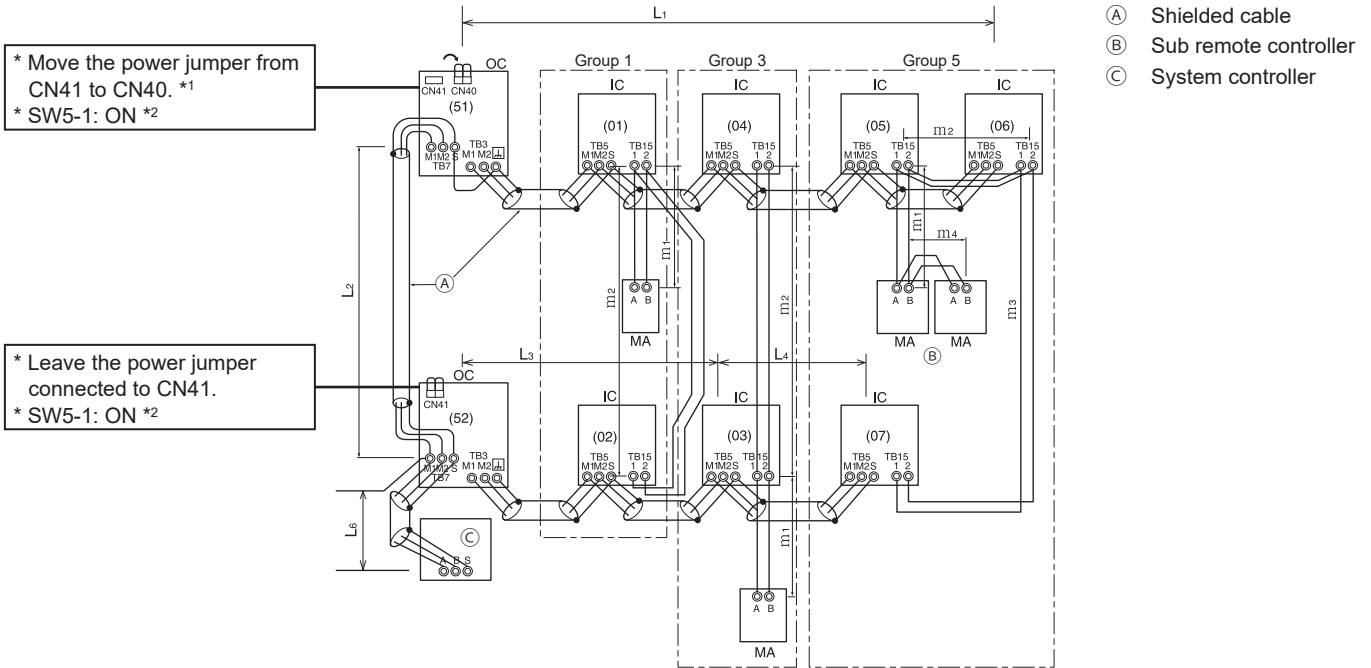 L1
Ⓐ Shielded cable
Ⓑ Sub remote controller
Ⓒ System controller
* Move the power jumper from
CN41 to CN40. *1
* SW5-1: ON *2
OC
CN41 CN40
(51)
TB3
M1 M2
M1M2 S
TB7
Group 1
Group 3
Group 5
IC
(01)
TB5
M1M2S
TB15
1 2
IC
(04)
TB5
M1M2S
TB15
1 2
IC
(05)
TB5
M1M2S
TB15
1 2
m2
IC
(06)
TB5
M1M2S
TB15
1 2
L2
Ⓐ
m2
m1
A B
MA
m2
m1
m4
m3
A B
MA
A B
MA
Ⓑ
L3
L4
* Leave the power jumper
connected to CN41.
* SW5-1: ON *2
OC
CN41
(52)
TB3
M1 M2
M1M2 S
TB7
IC
(02)
TB5
M1M2S
TB15
1 2
IC
(03)
TB5
M1M2S
TB15
1 2
IC
(07)
TB5
M1M2S
TB15
1 2
L6
Ⓒ
A B S
m1
A B
MA